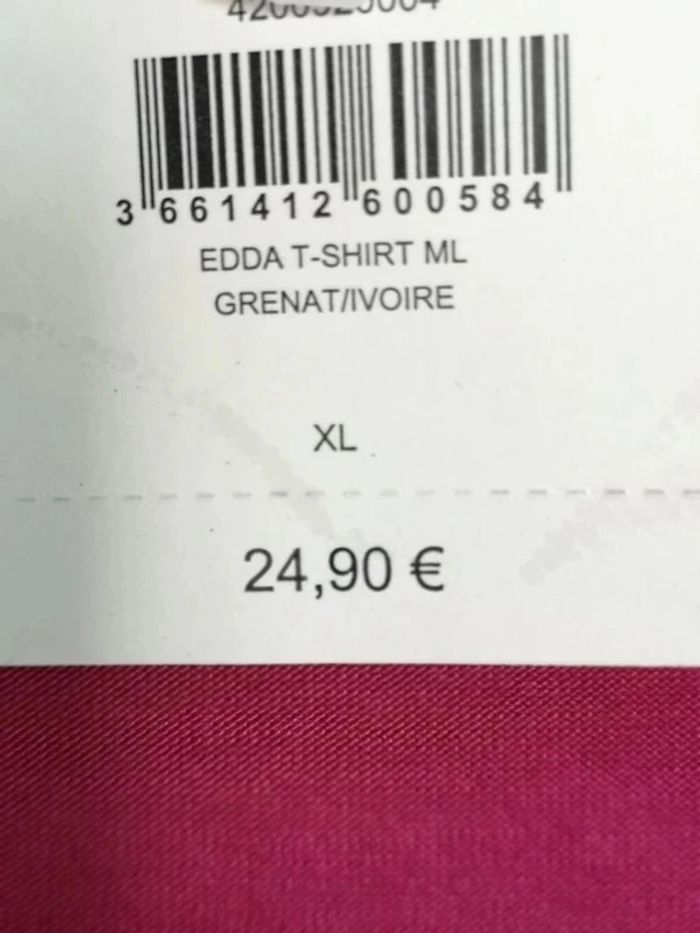 3 661412 600584
EDDA T-SHIRT ML
GRENAT/IVOIRE
XL
24,90 €